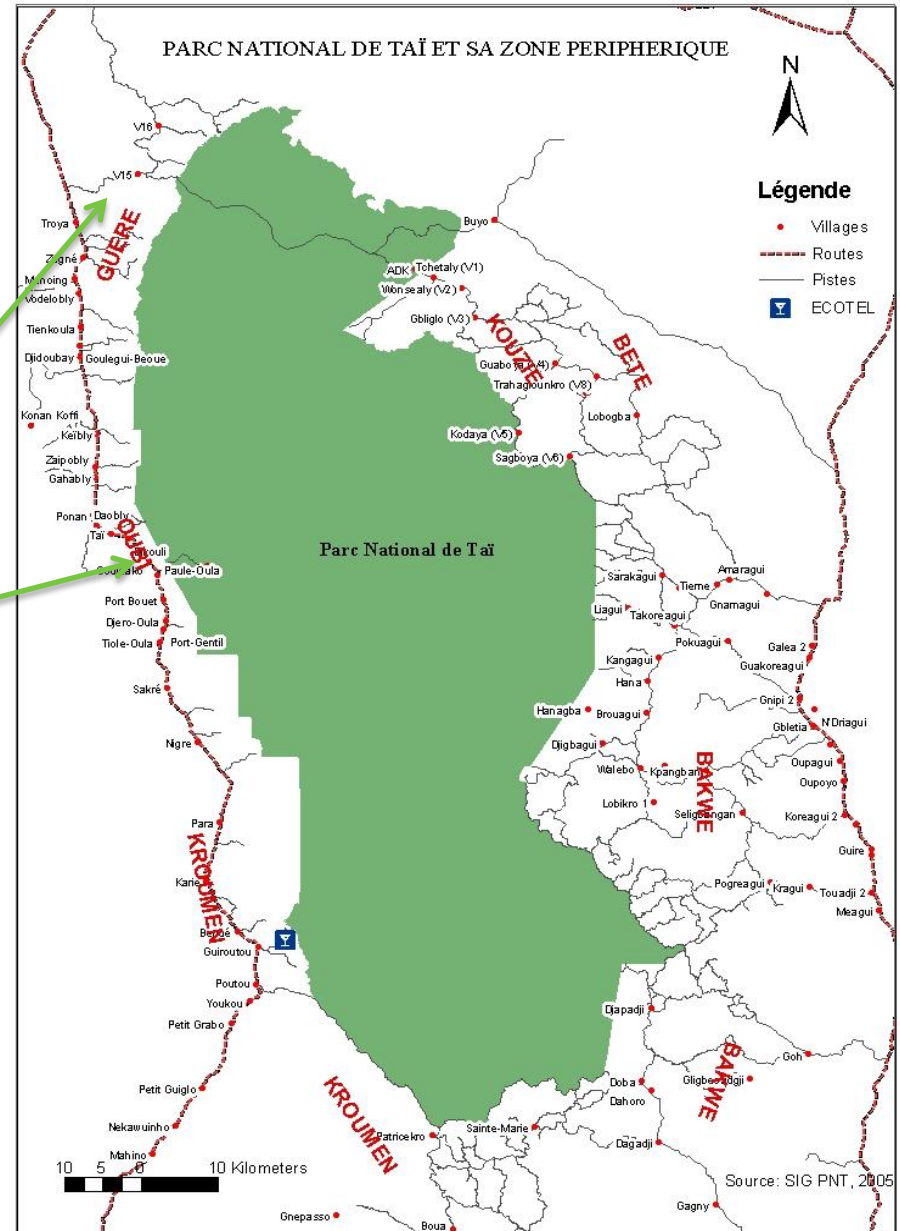 PARC NATIONAL DE TAÏ ET SA ZONE PERIPHERIQUE
N
Légende
Villages
Routes
Pistes
ECOTEL
V16
V15
GUERE
Troya
Zagné
Vodelobly
Tienkoula
Djidoubay
Goulegui-Beoue
Konan Koffi
Keïbly
Zaipobly
Gahably
Ponan
Daobly
Taï
OUBI
Paule-Oula
Port Bouet
Djero-Oula
Tiole-Oula
Port-Gentil
Sakré
Nigre
Para
KROUMEN
Karie
Guiroutou
Poutou
Youkou
Petit Grabo
Petit Guiglo
Nekawuinho
Mahino
Buyo
ADK
Tchetaly (V1)
Wonsealy (V2)
Gbliglo (V3)
KOUZIE
BETE
Trahaglounkro (V8)
Lobogba
Kodaya (V5)
Sagboya (V6)
Parc National de Taï
Sarakagui
Tieme
Amaragui
Gnamagui
Liagui
Takoreagui
Pokuagui
Galea 2
Guakoreagui
Kangagui
Hana
Gnipi 2
Hanagba
Brouagui
N'Driagui
Gbletia
Djigbagui
Oupagui
Walebo
BAKWE
Oupoyo
Lobikro 1
Koreagui 2
Guire
Pogreagui
Kragui
Touadji 2
Meagui
Djapadji
BAKWE
Goh
Doba
Dahoro
KROUMEN
Patricekro
Sainte-Marie
Dagadji
10 5 0 10 Kilometers
Source: SIG PNT, 2005
Gnepasso
Boua
Gagny